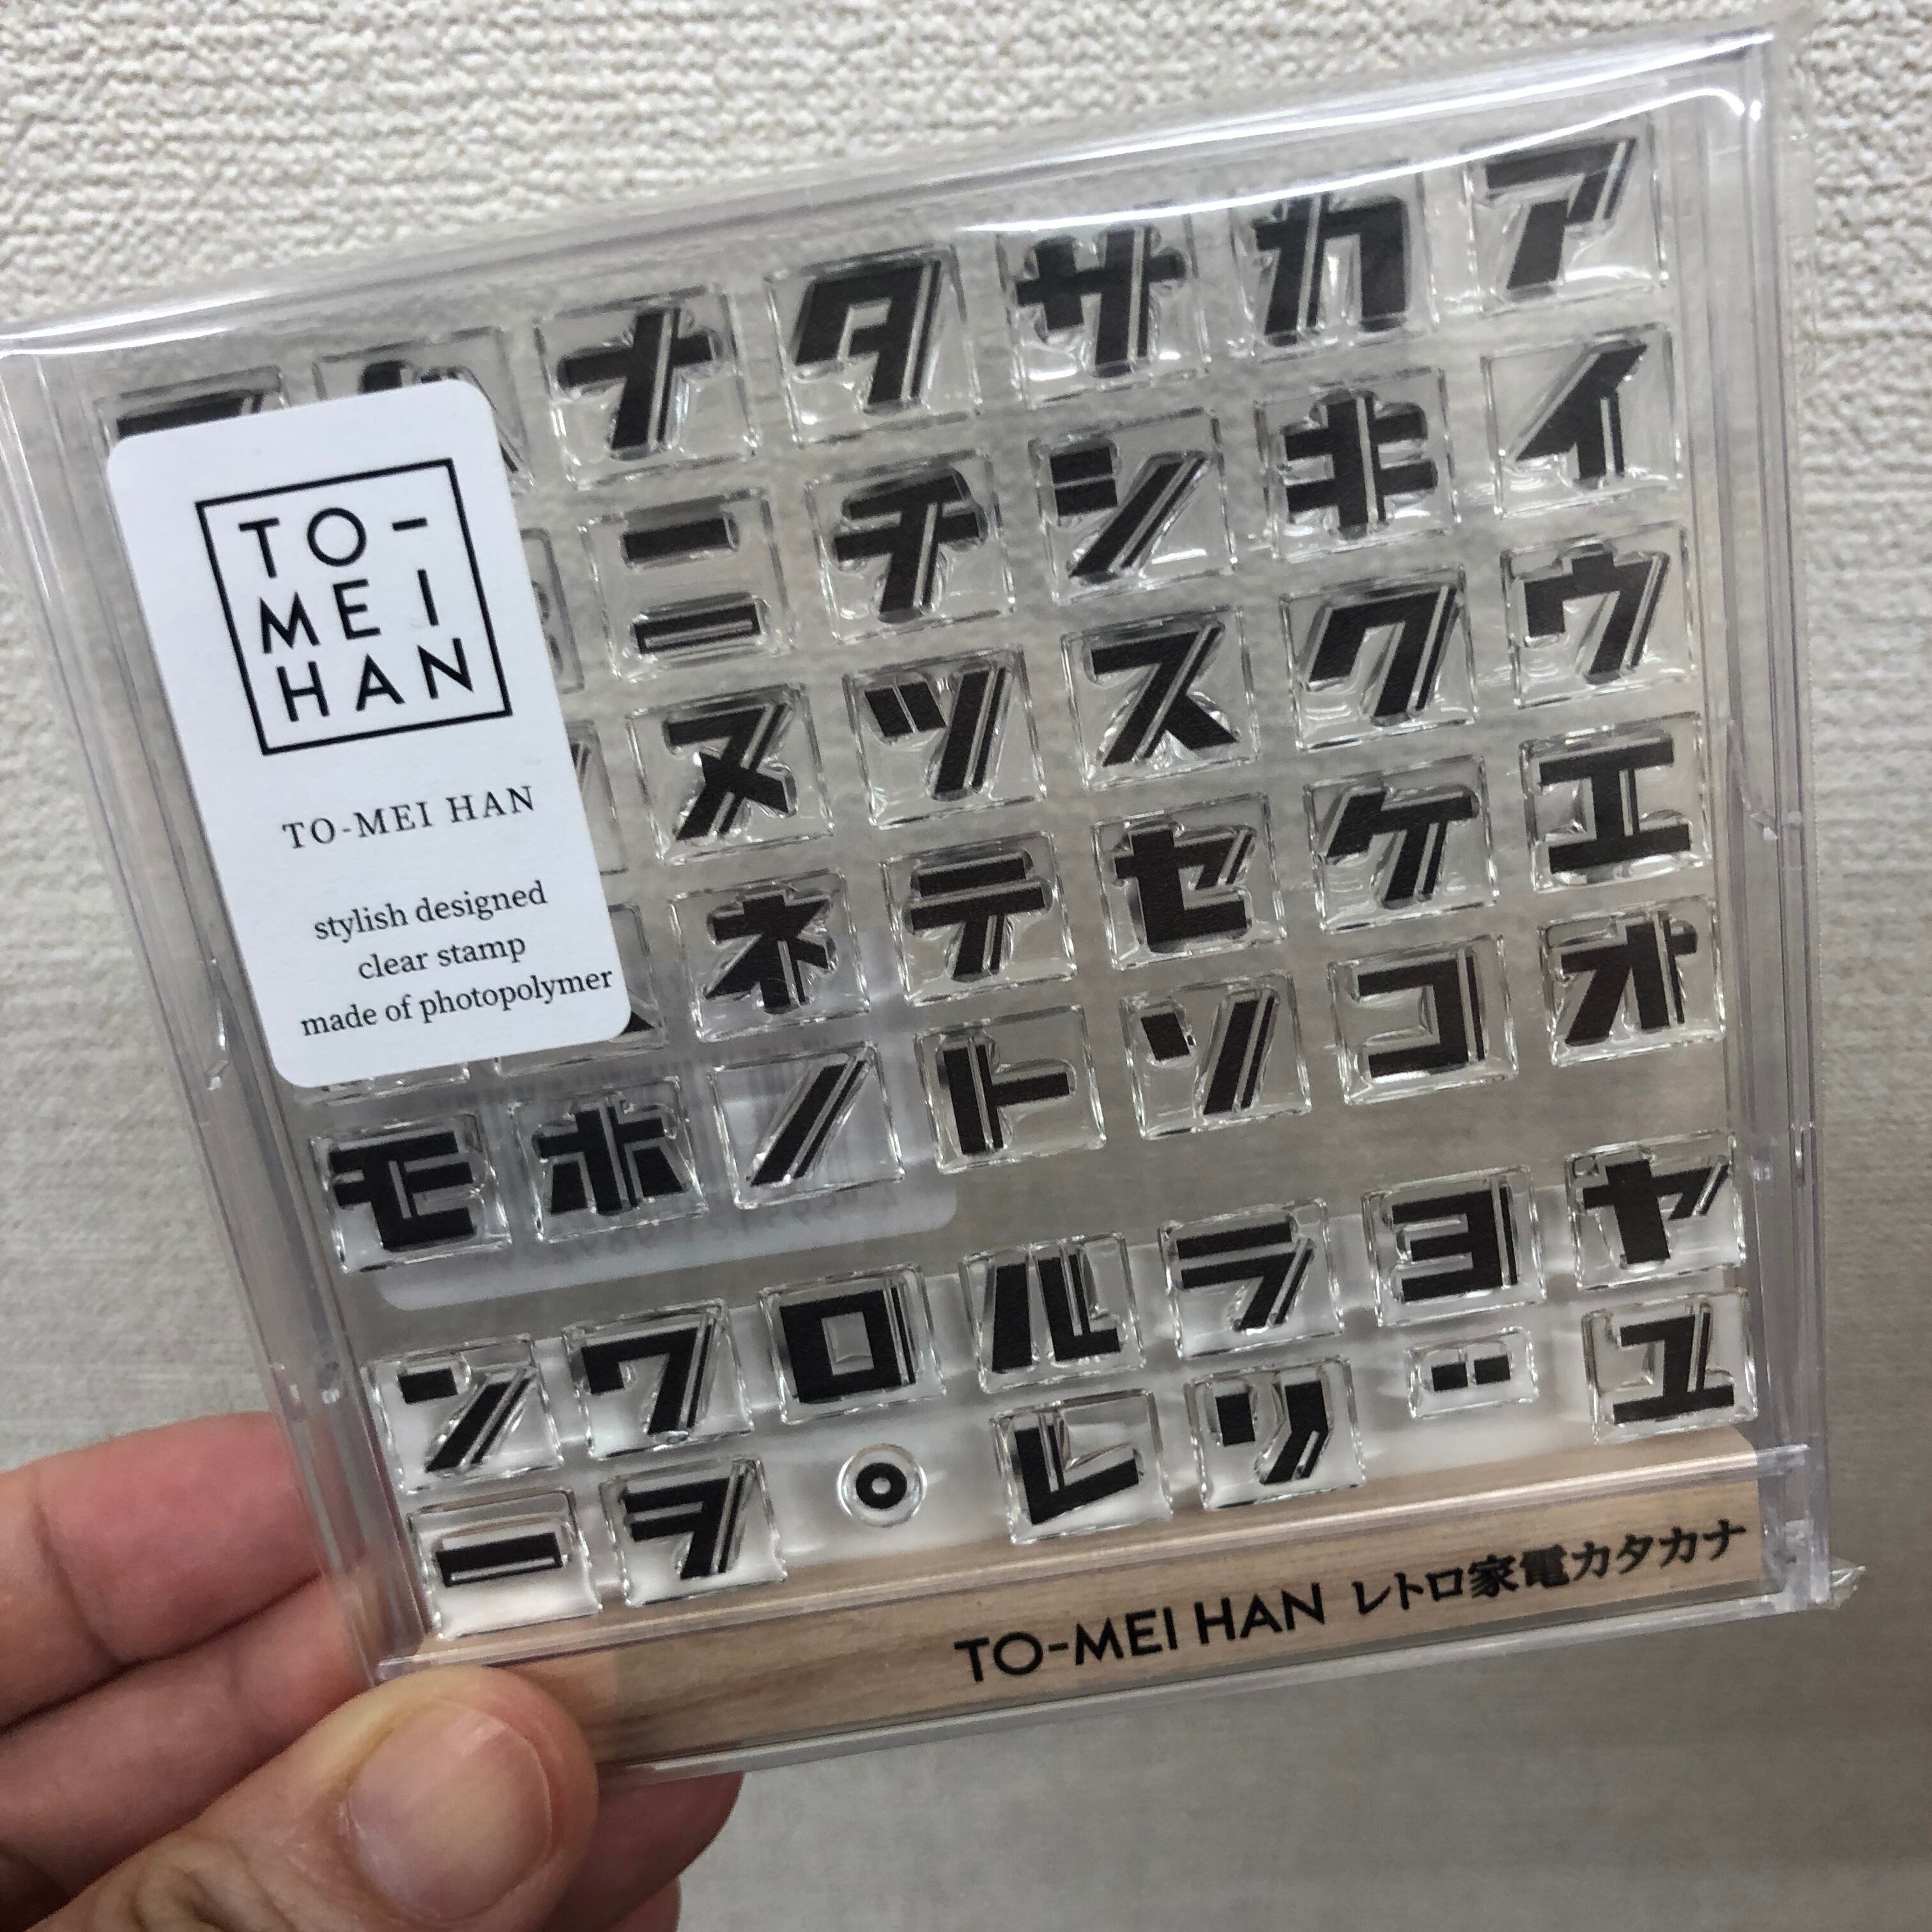 TO-
MEI
HAN
TO-MEI HAN
stylish designed
clear stamp
made of photopolymer
ア
イ
ウ
エ
オ
カ
キ
ク
ケ
コ
サ
シ
ス
セ
ソ
タ
チ
ツ
テ
ト
ナ
ニ
ヌ
ネ
ノ
ホ
モ
ヤ
ユ
ヨ
゛
ラ
リ
ル
レ
ロ
゜
ワ
ヲ
ン
ー
TO-MEI HAN レトロ家電カタカナ